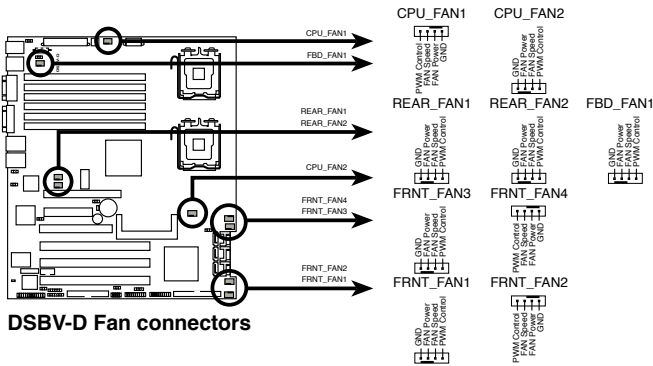 CPU_FAN1
FBD_FAN1
REAR_FAN1
REAR_FAN2
CPU_FAN2
FRNT_FAN4
FRNT_FAN3
FRNT_FAN2
FRNT_FAN1
DSBV-D
DSBV-D Fan connectors
CPU_FAN1
PWM Control
FAN Speed
FAN Power
GND
CPU_FAN2
GND
FAN Power
FAN Speed
PWM Control
REAR_FAN1
GND
FAN Power
FAN Speed
PWM Control
REAR_FAN2
GND
FAN Power
FAN Speed
PWM Control
FBD_FAN1
GND
FAN Power
FAN Speed
PWM Control
FRNT_FAN3
GND
FAN Power
FAN Speed
PWM Control
FRNT_FAN4
PWM Control
FAN Speed
FAN Power
GND
FRNT_FAN1
GND
FAN Power
FAN Speed
PWM Control
FRNT_FAN2
PWM Control
FAN Speed
FAN Power
GND